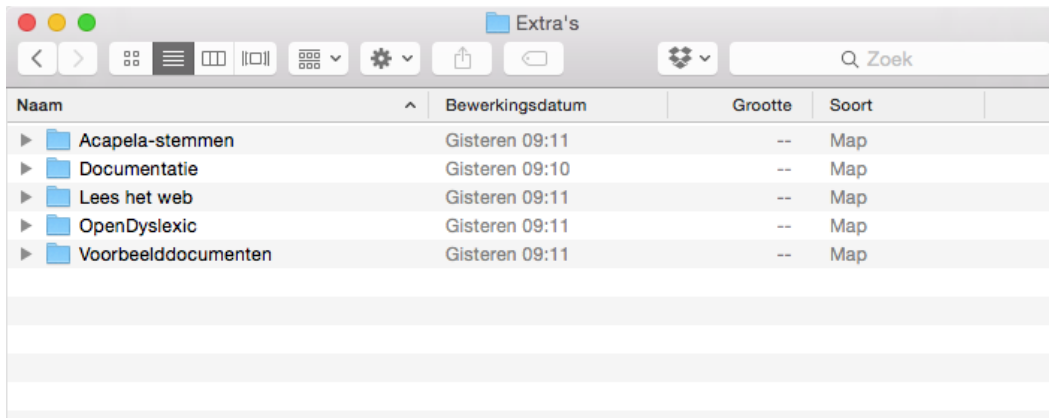 Extra's
Zoek
Naam Bewerkingsdatum Grootte Soort
Acapela-stemmen Gisteren 09:11 -- Map
Documentatie Gisteren 09:10 -- Map
Lees het web Gisteren 09:11 -- Map
OpenDyslexic Gisteren 09:11 -- Map
Voorbeelddocumenten Gisteren 09:11 -- Map